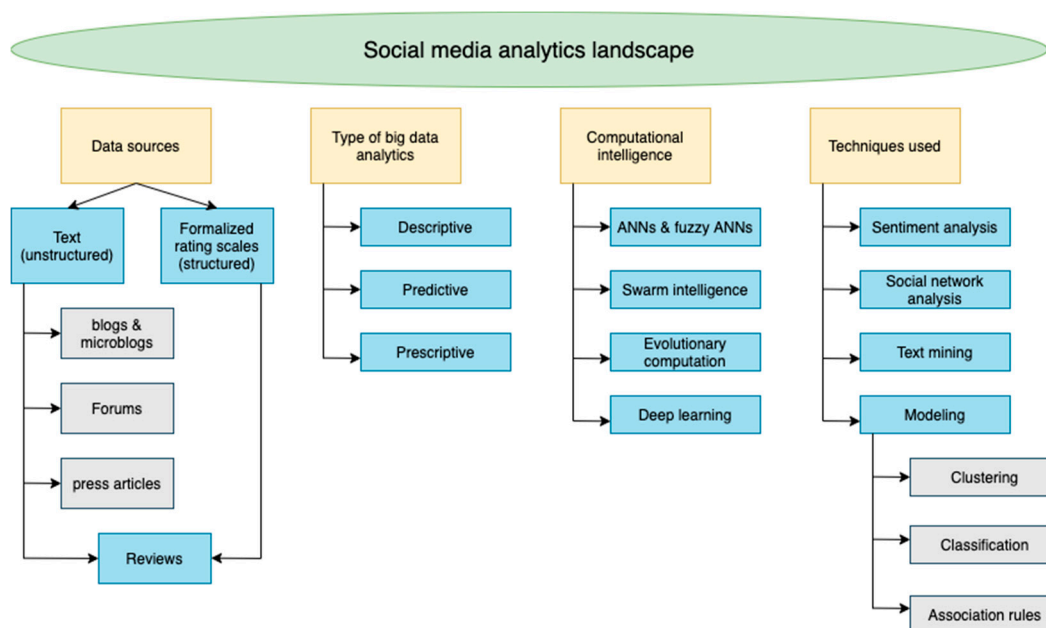 Social media analytics landscape
Data sources
Type of big data
analytics
Computational
intelligence
Techniques used
Text
(unstructured)
Formalized
rating scales
(structured)
blogs &
microblogs
Forums
press articles
Reviews
Descriptive
Predictive
Prescriptive
ANNs & fuzzy ANNs
Swarm intelligence
Evolutionary
computation
Deep learning
Sentiment analysis
Social network
analysis
Text mining
Modeling
Clustering
Classification
Association rules